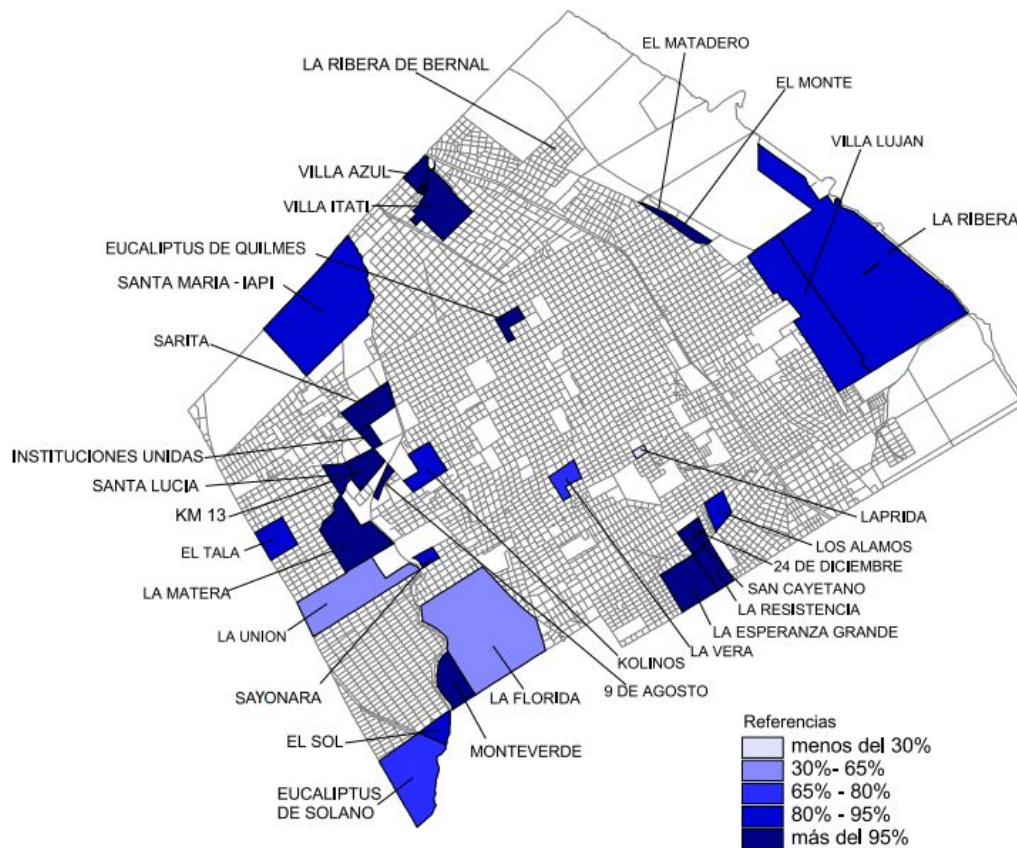 EL MATADERO
LA RIBERA DE BERNAL
EL MONTE
VILLA LUJAN
VILLA AZUL
VILLA ITATI
LA RIBERA
EUCALIPTUS DE QUILMES
SANTA MARIA - IAPI
SARITA
INSTITUCIONES UNIDAS
SANTA LUCIA
KM 13
LAPRIDA
EL TALA
LOS ALAMOS
24 DE DICIEMBRE
LA MATERA
SAN CAYETANO
LA RESISTENCIA
LA UNION
LA ESPERANZA GRANDE
LA VERA
KOLINOS
SAYONARA
LA FLORIDA
9 DE AGOSTO
EL SOL
MONTEVERDE
EUCALIPTUS
DE SOLANO
Referencias
menos del 30%
30%- 65%
65% - 80%
80% - 95%
más del 95%